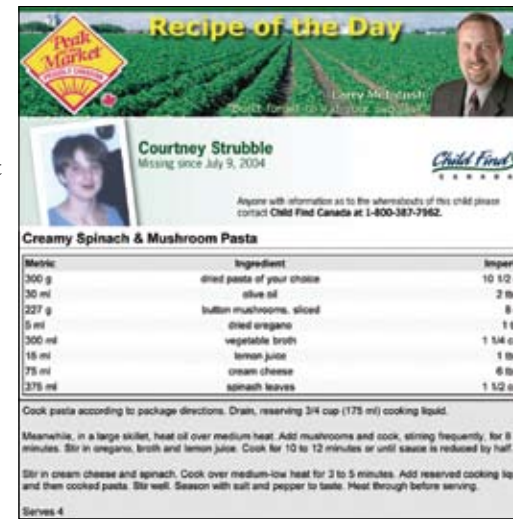 Recipe of the Day
Peak
of the
Market
PROUDLY CANADIAN
Larry McIntosh
Courtney Strubble
Missing since July 9, 2004
Child Find
CANADA
Anyone with information as to the whereabouts of this child please
contact Child Find Canada at 1-800-387-7962.
Creamy Spinach & Mushroom Pasta
Metric Ingredient Imper
300 g dried pasta of your choice 10 1/2
30 ml olive oil 2 tb
227 g button mushrooms, sliced 8
5 ml dried oregano 1 t
300 ml vegetable broth 1 1/4 c
15 ml lemon juice 1 tb
75 ml cream cheese 6 tb
375 ml spinach leaves 1 1/2 c
Cook pasta according to package directions. Drain, reserving 3/4 cup (175 ml) cooking liquid.
Meanwhile, in a large skillet, heat oil over medium heat. Add mushrooms and cook, stirring frequently, for 8
minutes. Stir in oregano, broth and lemon juice. Cook for 10 to 12 minutes or until sauce is reduced by half.
Stir in cream cheese and spinach. Cook over medium-low heat for 3 to 5 minutes. Add reserved cooking liq
and then cooked pasta. Stir well. Season with salt and pepper to taste. Heat through before serving.
Serves 4